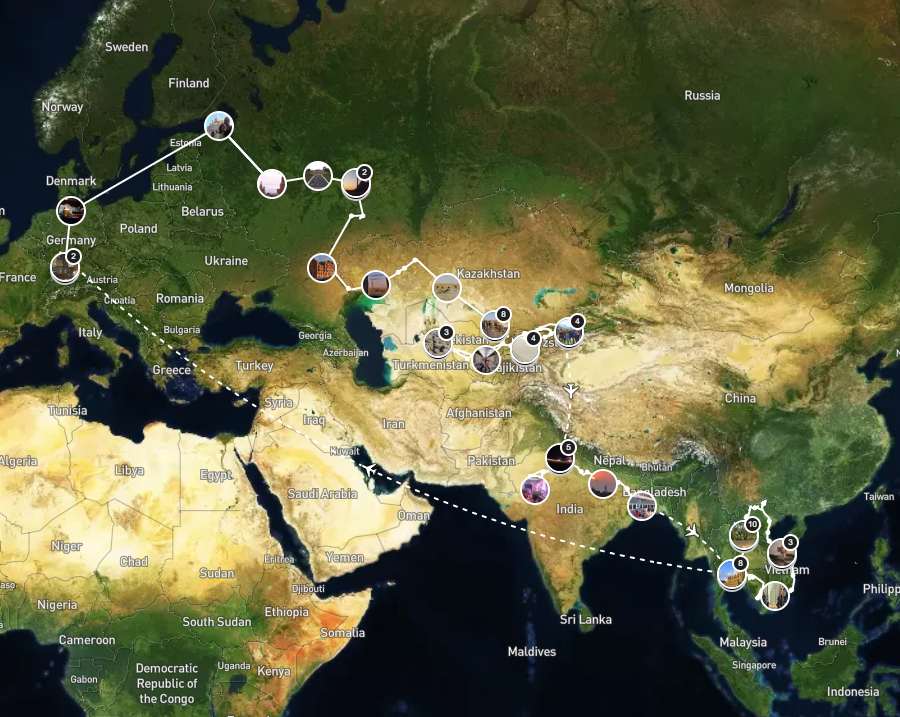 Sweden
Finland
Norway
Russia
Estonia
Latvia
Denmark
Lithuania
2
Belarus
Poland
Germany
2
Ukraine
France
Austria
Kazakhstan
Croatia
Romania
Mongolia
8
4
Italy
Bulgaria
Georgia
3
4
Azerbaijan
Greece
Turkey
Turkmenistan
China
Syria
Tunisia
Afghanistan
Iraq
Iran
5
Kuwait
Pakistan
Nepal
Bhutan
Algeria
Libya
Egypt
Bangladesh
Saudi Arabia
Taiwan
India
Oman
10
3
Niger
Yemen
Chad
Eritrea
8
Sudan
Vietnam
Djibouti
Nigeria
Ethiopia
South Sudan
Sri Lanka
Somalia
Cameroon
Malaysia
Brunei
Maldives
Uganda
Singapore
Gabon
Kenya
Democratic
Republic of
the Congo
Indonesia